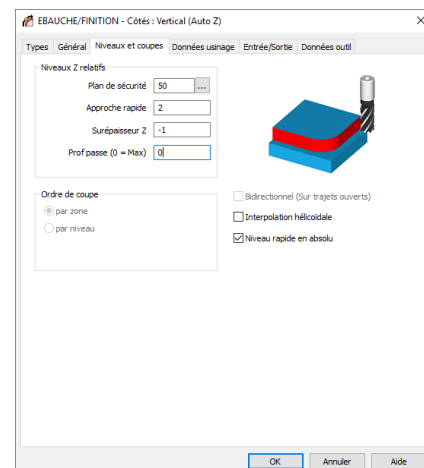 EBAUCHE/FINITION - Côtés : Vertical (Auto Z)
Types Général Niveaux et coupes Données usinage Entrée/Sortie Données outil
Niveaux Z relatifs
Plan de sécurité 50 ...
Approche rapide 2
Surépaisseur Z -1
Prof passe (0 = Max) 0
Ordre de coupe
par zone
par niveau
Bidirectionnel (Sur trajets ouverts)
Interpolation hélicoïdale
Niveau rapide en absolu
OK Annuler Aide